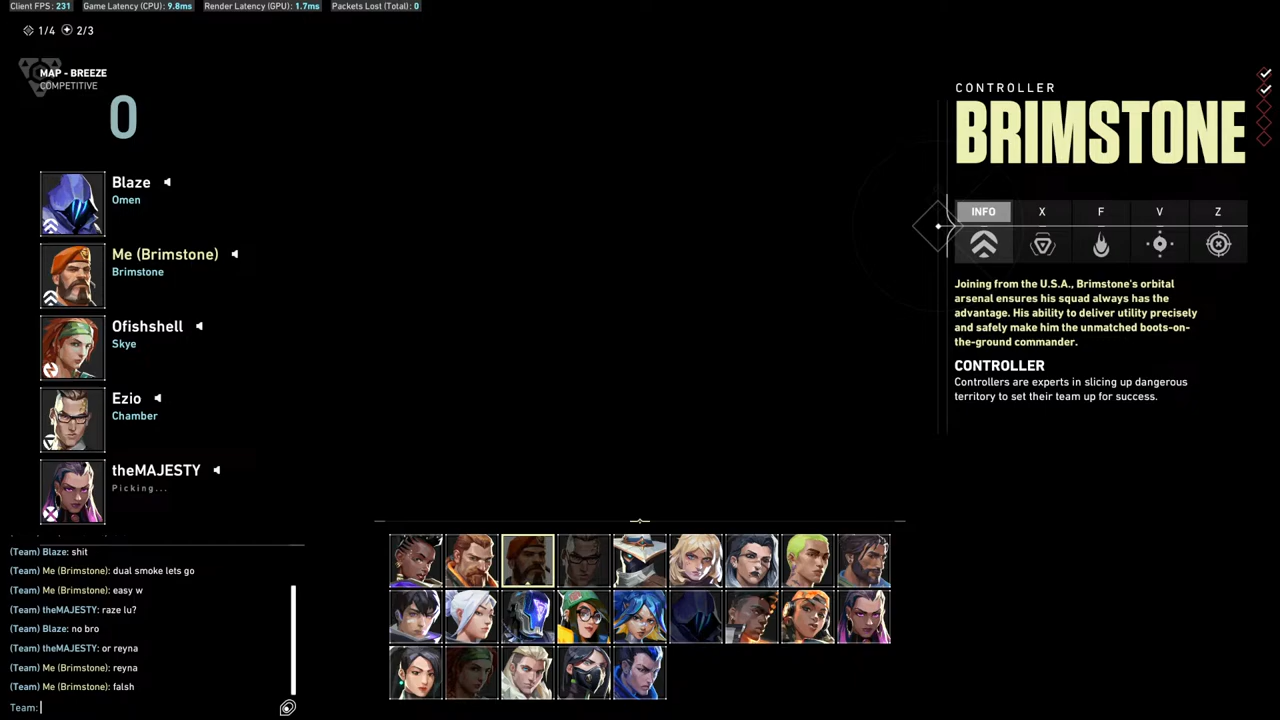 Client FPS: 231 Game Latency (CPU): 9.8ms Render Latency (GPU): 1.7ms Packets Lost (Total): 0
1/4 2/3
MAP - BREEZE
COMPETITIVE
0
Blaze
Omen
Me (Brimstone)
Brimstone
Ofishshell
Skye
Ezio
Chamber
theMAJESTY
Picking...
(Team) Blaze: shit
(Team) Me (Brimstone): dual smoke lets go
(Team) Me (Brimstone): easy w
(Team) theMAJESTY: raze lu?
(Team) Blaze: no bro
(Team) theMAJESTY: or reyna
(Team) Me (Brimstone): reyna
(Team) Me (Brimstone): falsh
Team:
CONTROLLER
BRIMSTONE
INFO X F V Z
Joining from the U.S.A., Brimstone's orbital
arsenal ensures his squad always has the
advantage. His ability to deliver utility precisely
and safely make him the unmatched boots-on-
the-ground commander.
CONTROLLER
Controllers are experts in slicing up dangerous
territory to set their team up for success.